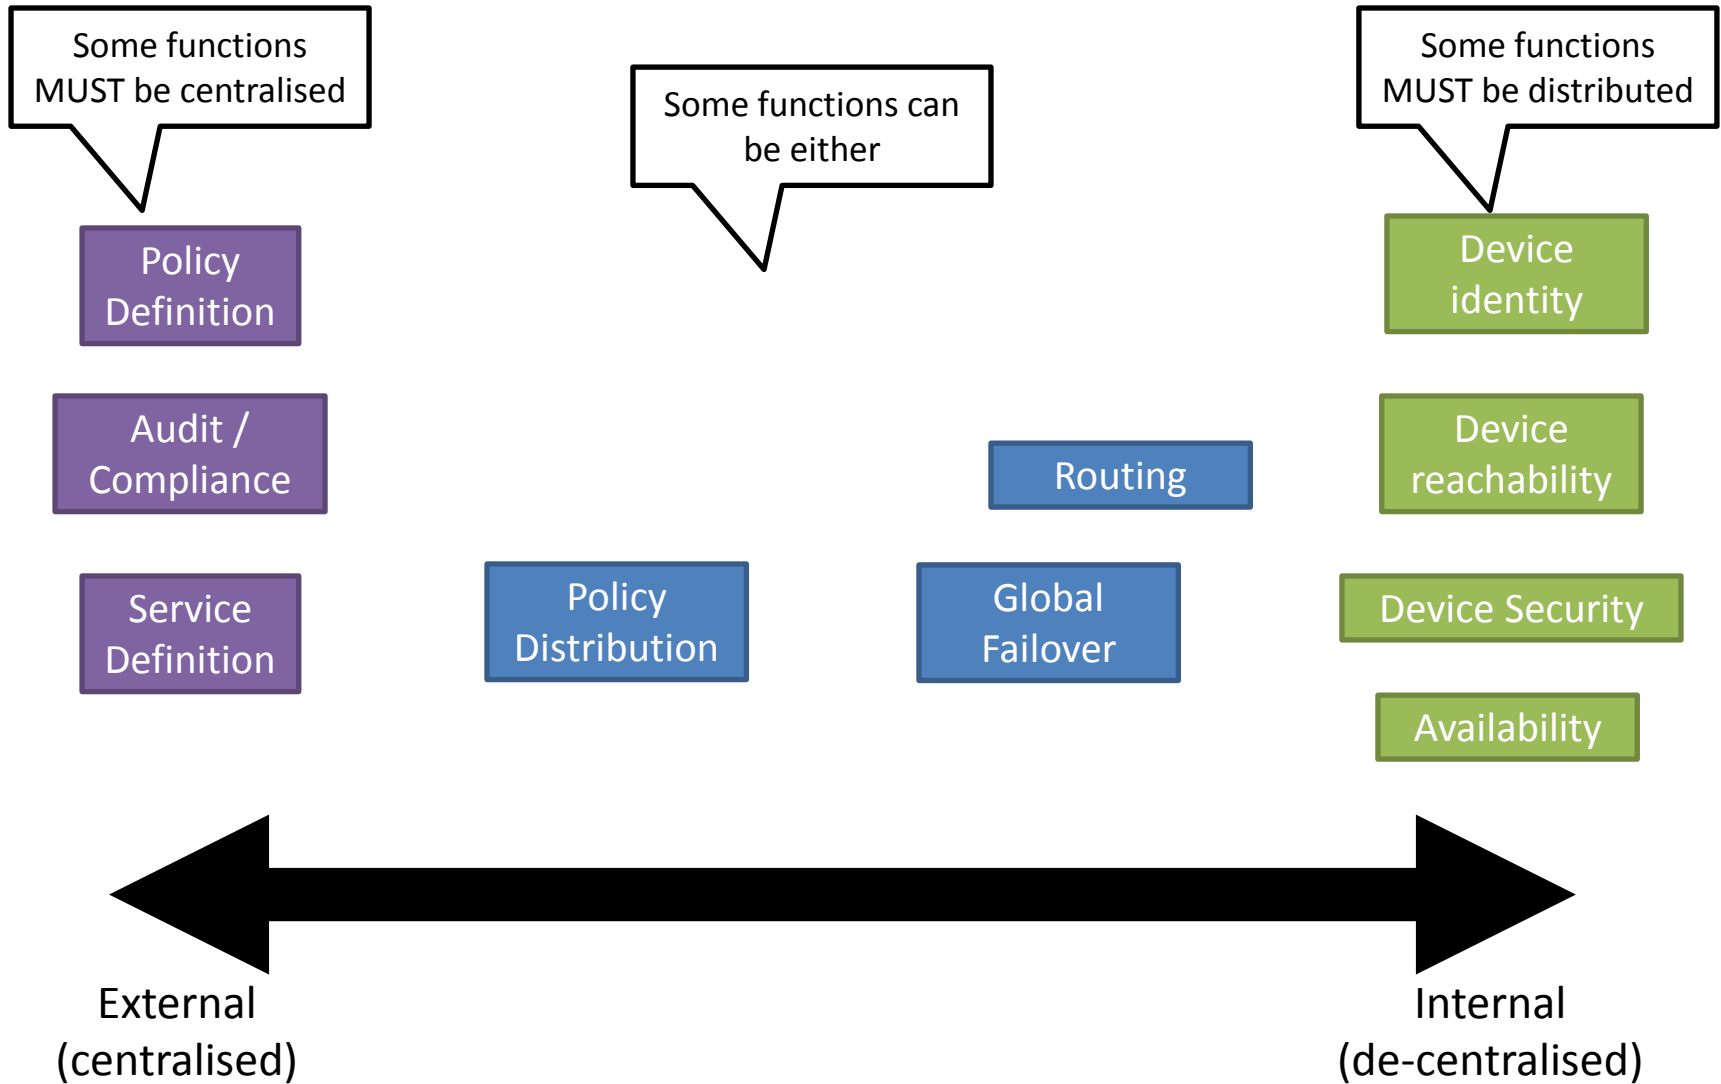 Some functions
MUST be centralised
Some functions can
be either
Some functions
MUST be distributed
Policy
Definition
Device
identity
Audit /
Compliance
Routing
Device
reachability
Service
Definition
Policy
Distribution
Global
Failover
Device Security
Availability
External
(centralised)
Internal
(de-centralised)